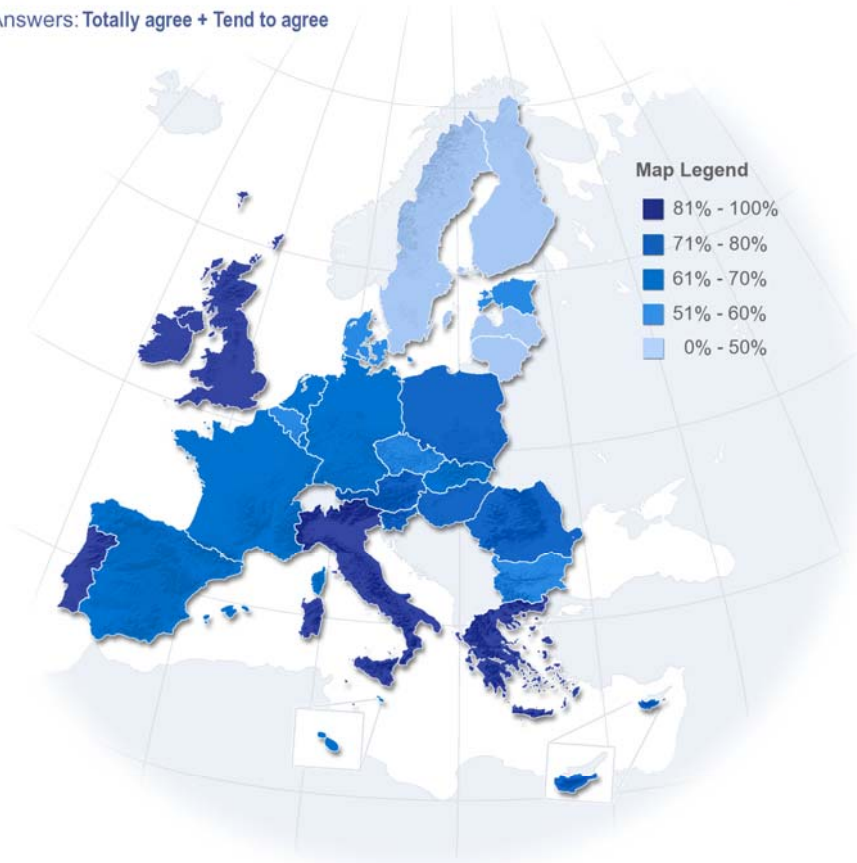 Answers: Totally agree + Tend to agree
Map Legend
81% - 100%
71% - 80%
61% - 70%
51% - 60%
0% - 50%